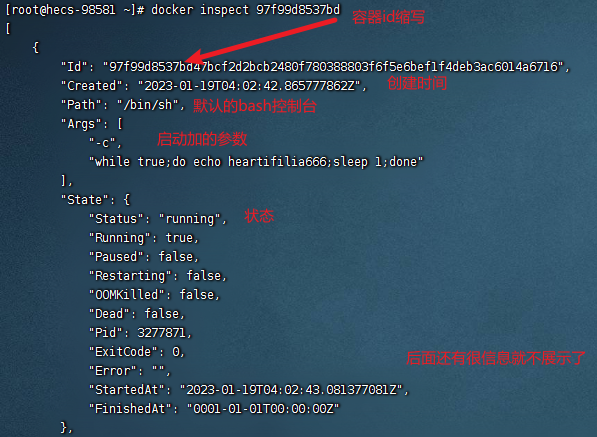 [root@hecs-98581 ~]# docker inspect 97f99d8537bd
容器id缩写
[
{
"Id": "97f99d8537bd47bcf2d2bcb2480f780388803f6f5e6bef1f4deb3ac6014a6716",
"Created": "2023-01-19T04:02:42.865777862Z", 创建时间
"Path": "/bin/sh", 默认的bash控制台
"Args": [
"-c", 启动加的参数
"while true;do echo heartifilia666;sleep 1;done"
],
"State": {
"Status": "running", 状态
"Running": true,
"Paused": false,
"Restarting": false,
"OOMKilled": false,
"Dead": false,
"Pid": 3277871,
"ExitCode": 0,
"Error": "", 后面还有很信息就不展示了
"StartedAt": "2023-01-19T04:02:43.081377081Z",
"FinishedAt": "0001-01-01T00:00:00Z"
},